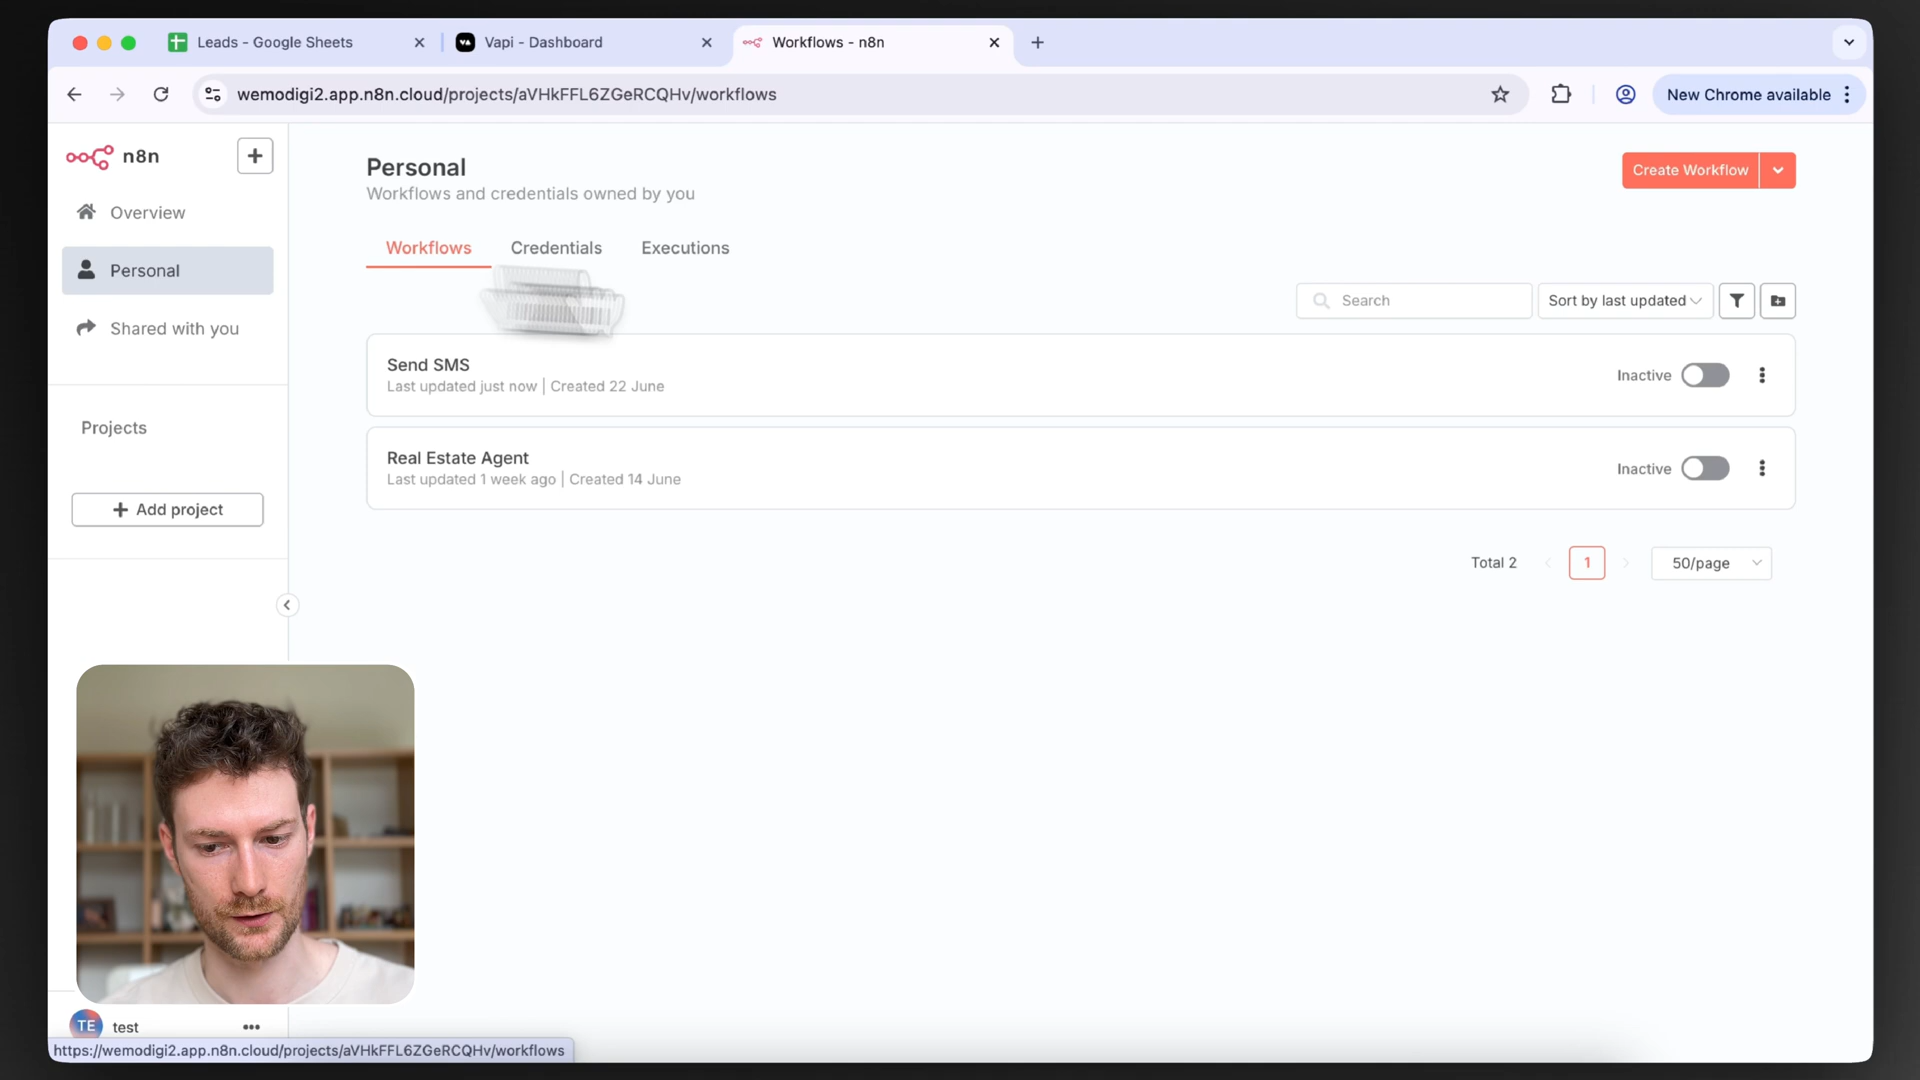 Leads - Google Sheets
Vapi - Dashboard
Workflows - n8n
wemodigi2.app.n8n.cloud/projects/aVHkFFL6ZGeRCQHv/workflows
New Chrome available
n8n
Overview
Personal
Shared with you
Projects
Add project
Personal
Workflows and credentials owned by you
Create Workflow
Workflows
Credentials
Executions
Search
Sort by last updated
Send SMS
Last updated just now | Created 22 June
Inactive
Real Estate Agent
Last updated 1 week ago | Created 14 June
Inactive
Total 2
1
50/page
TE
test
https://wemodigi2.app.n8n.cloud/projects/aVHkFFL6ZGeRCQHv/workflows